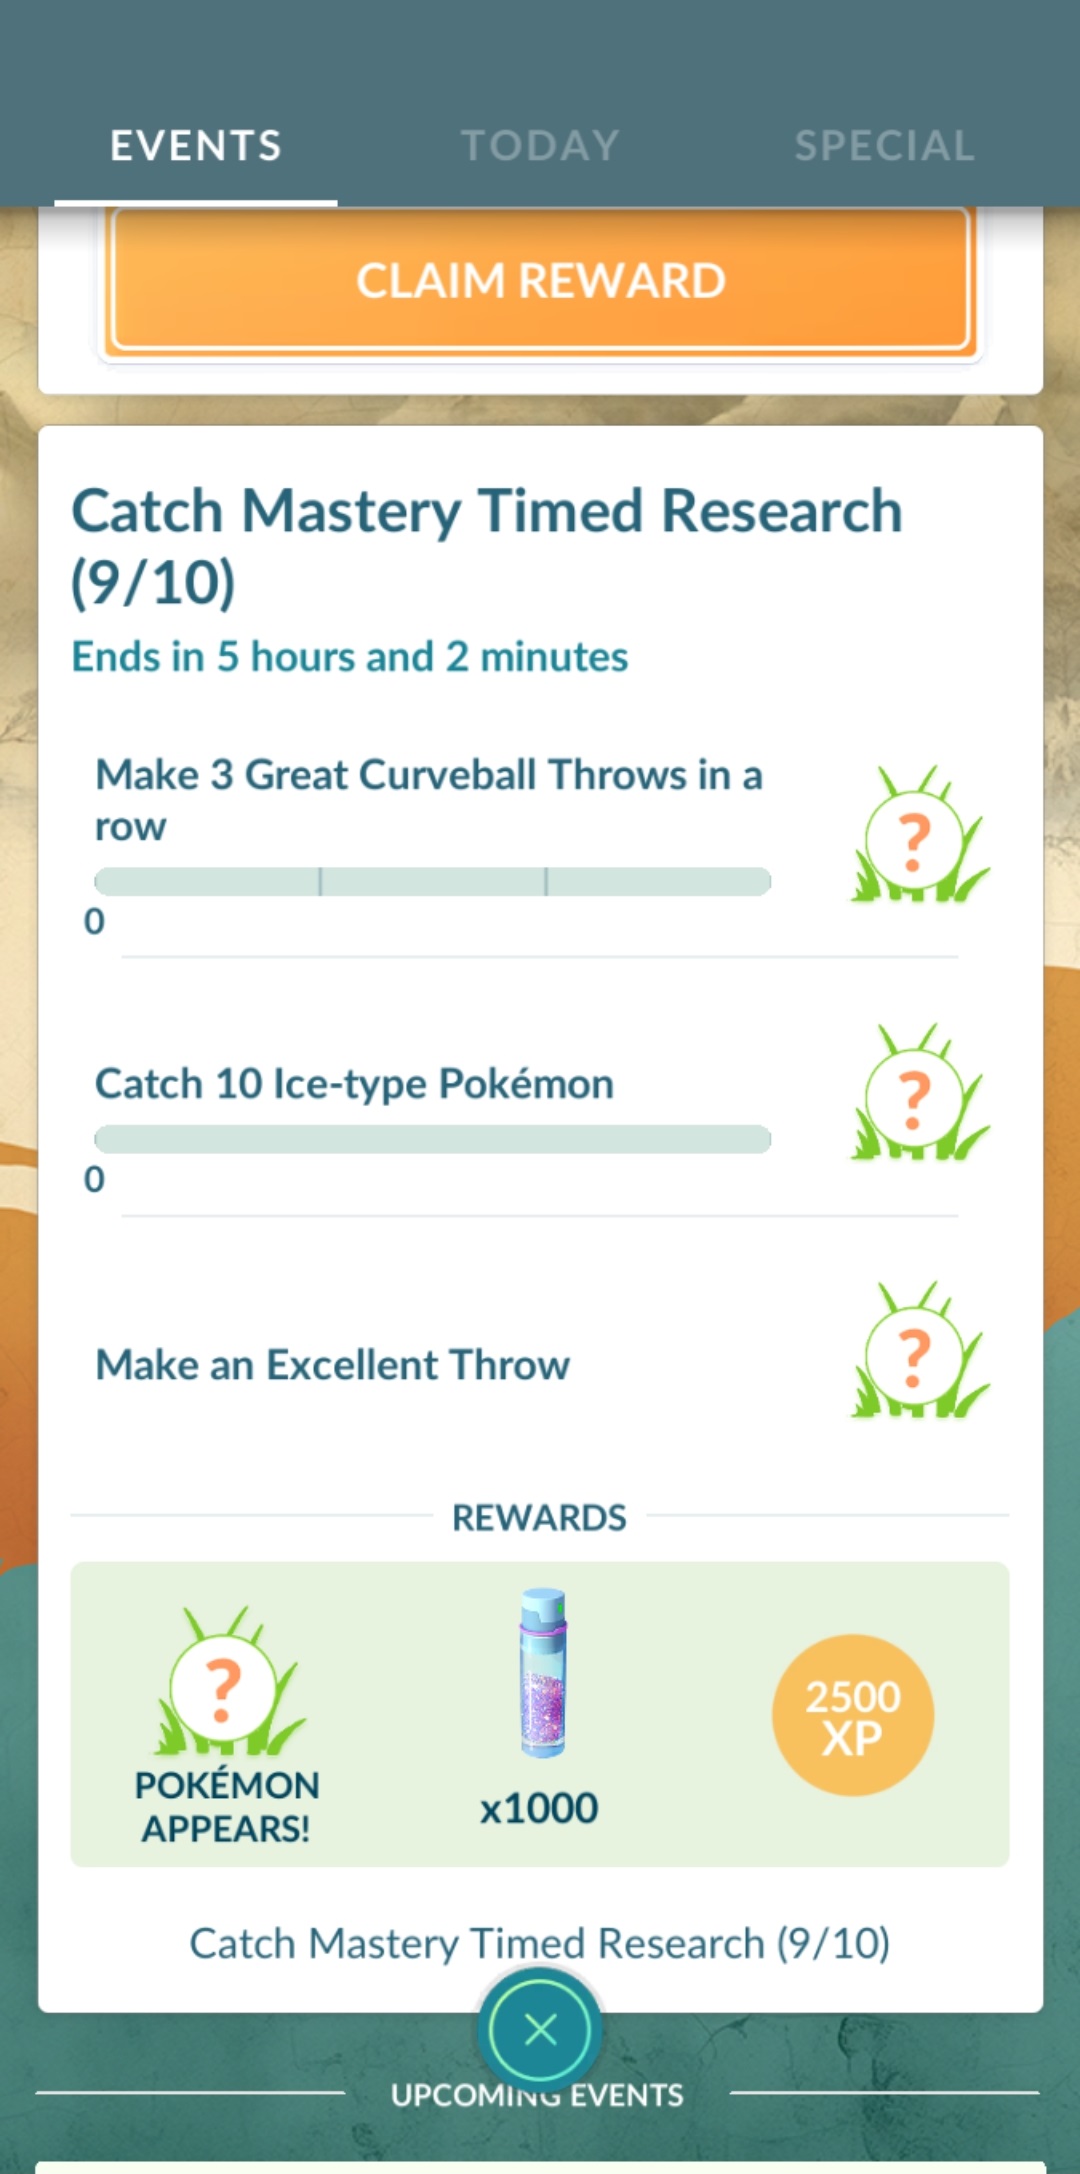 EVENTS
TODAY
SPECIAL
CLAIM REWARD
Catch Mastery Timed Research
(9/10)
Ends in 5 hours and 2 minutes
Make 3 Great Curveball Throws in a
row
?
0
Catch 10 Ice-type Pokémon
?
0
Make an Excellent Throw
?
REWARDS
?
POKÉMON
APPEARS!
x1000
2500
XP
Catch Mastery Timed Research (9/10)
UPCOMING EVENTS